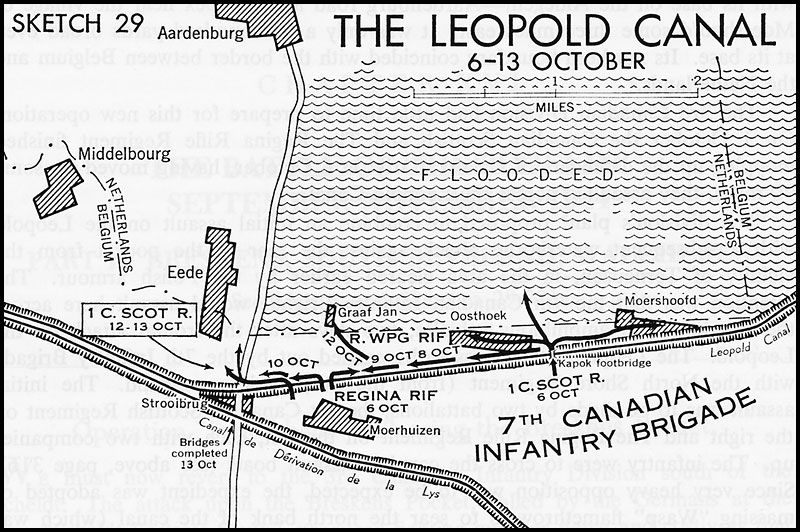 SKETCH 29
THE LEOPOLD CANAL
6-13 OCTOBER
Aardenburg
0
1
2
MILES
Middelbourg
NETHERLANDS
BELGIUM
FLOODED
BELGIUM
NETHERLANDS
Eede
1 C. SCOT R.
12-13 OCT
Graaf Jan
Oosthoek
Moershoofd
R. WPG RIF
12 OCT
10 OCT
9 OCT
8 OCT
Kapok footbridge
Leopold Canal
REGINA RIF
6 OCT
1 C. SCOT R.
6 OCT
Strooibrug
Moerhuizen
7TH CANADIAN
INFANTRY BRIGADE
Bridges
completed
13 Oct
Canal de Dérivation de la Lys